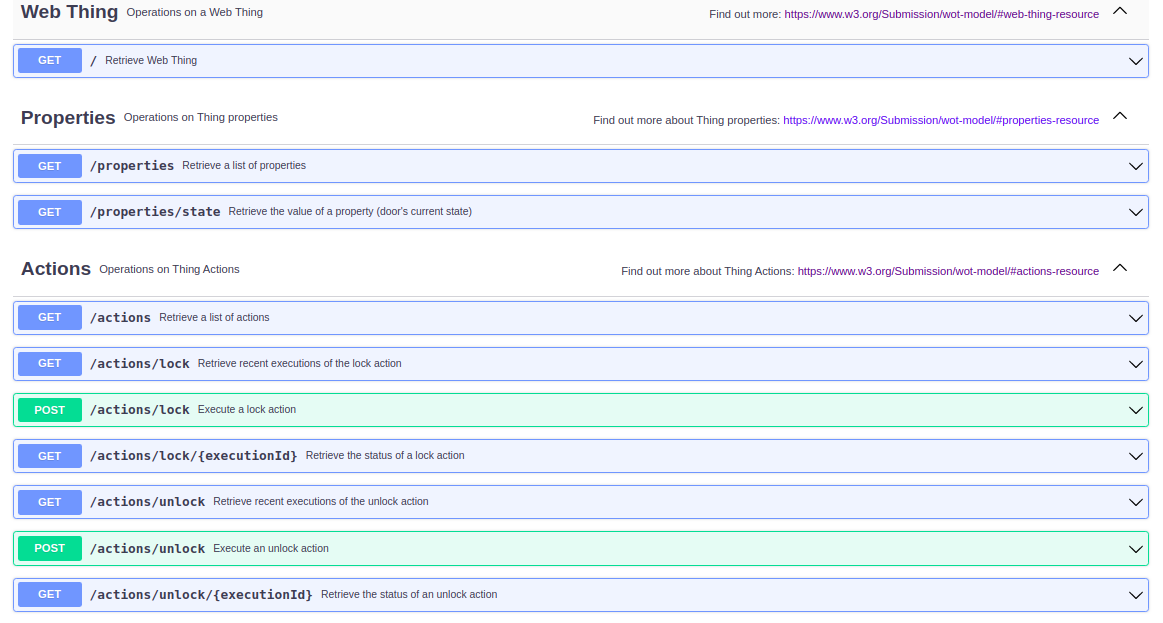 Web Thing Operations on a Web Thing Find out more: https://www.w3.org/Submission/wot-model/#web-thing-resource
GET / Retrieve Web Thing
Properties Operations on Thing properties Find out more about Thing properties: https://www.w3.org/Submission/wot-model/#properties-resource
GET /properties Retrieve a list of properties
GET /properties/state Retrieve the value of a property (door's current state)
Actions Operations on Thing Actions Find out more about Thing Actions: https://www.w3.org/Submission/wot-model/#actions-resource
GET /actions Retrieve a list of actions
GET /actions/lock Retrieve recent executions of the lock action
POST /actions/lock Execute a lock action
GET /actions/lock/{executionId} Retrieve the status of a lock action
GET /actions/unlock Retrieve recent executions of the unlock action
POST /actions/unlock Execute an unlock action
GET /actions/unlock/{executionId} Retrieve the status of an unlock action